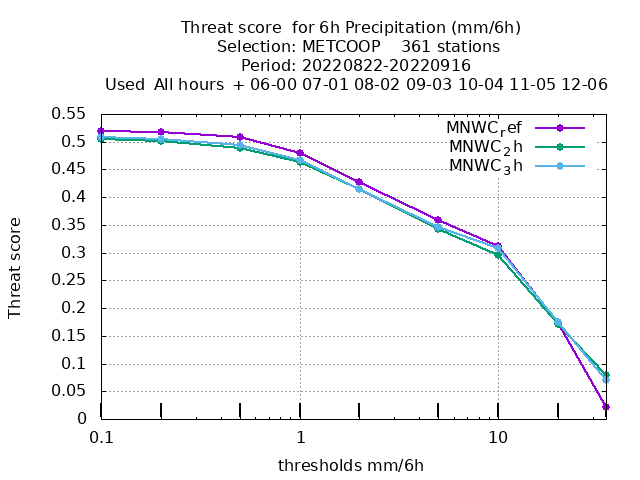 Threat score  for 6h Precipitation (mm/6h)
Selection: METCOOP    361 stations
Period: 20220822-20220916
Used  All hours  + 06-00 07-01 08-02 09-03 10-04 11-05 12-06
0.55
0.5
0.45
0.4
0.35
0.3
0.25
0.2
0.15
0.1
0.05
0
Threat score
MNWCref
MNWC2h
MNWC3h
0.1 1 10
thresholds mm/6h